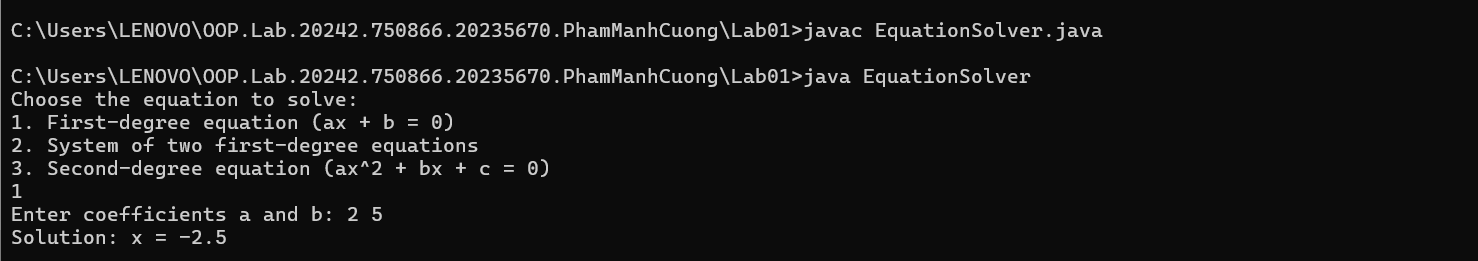 C:\Users\LENOVO\OOP.Lab.20242.750866.20235670.PhamManhCuong\Lab01>javac EquationSolver.java
C:\Users\LENOVO\OOP.Lab.20242.750866.20235670.PhamManhCuong\Lab01>java EquationSolver
Choose the equation to solve:
1. First-degree equation (ax + b = 0)
2. System of two first-degree equations
3. Second-degree equation (ax^2 + bx + c = 0)
1
Enter coefficients a and b: 2 5
Solution: x = -2.5